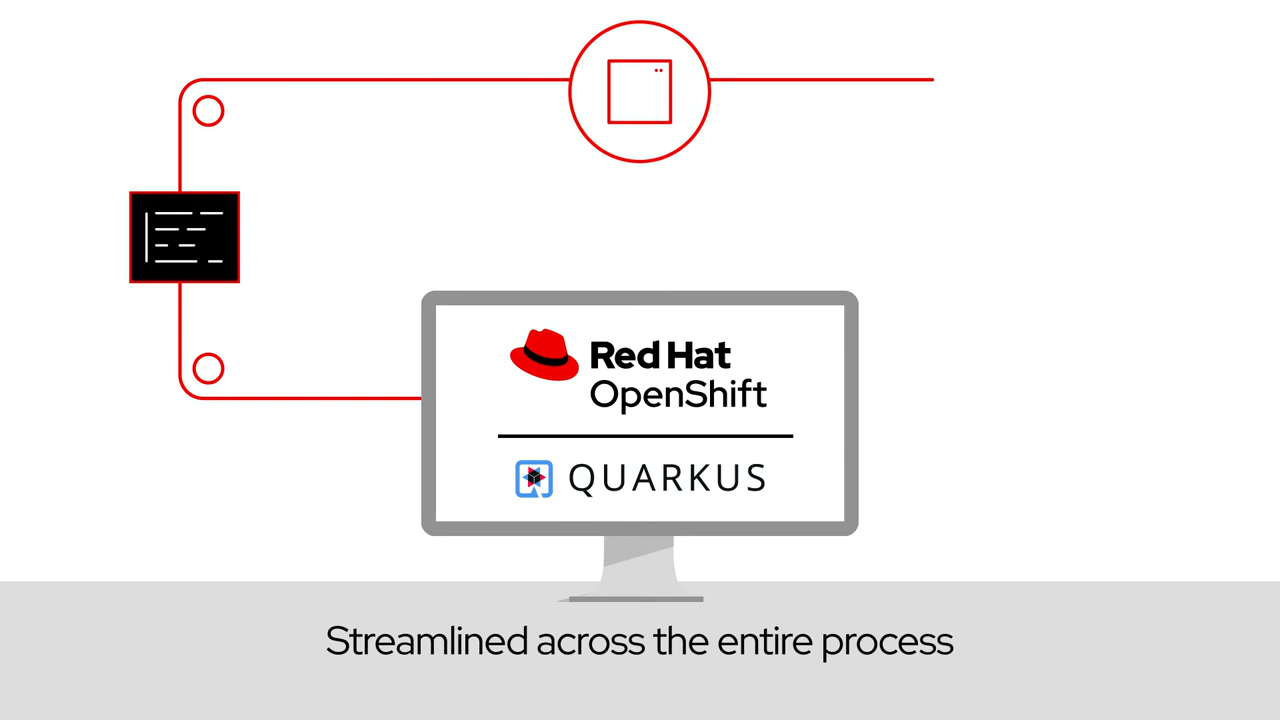 Red Hat
OpenShift
QUARKUS
Streamlined across the entire process